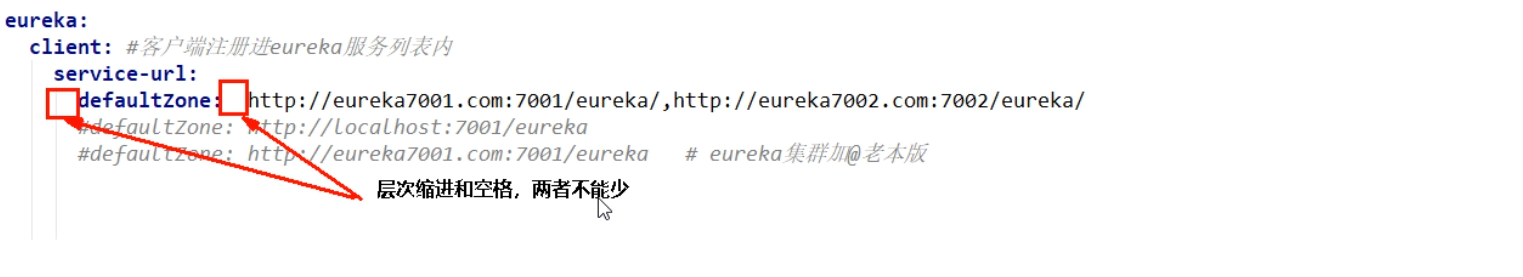 eureka:
client: #客户端注册进eureka服务列表内
service-url:
defaultZone: http://eureka7001.com:7001/eureka/,http://eureka7002.com:7002/eureka/
#defaultZone: http://localhost:7001/eureka
#defaultZone: http://eureka7001.com:7001/eureka # eureka集群加@老本版
层次缩进和空格，两者不能少